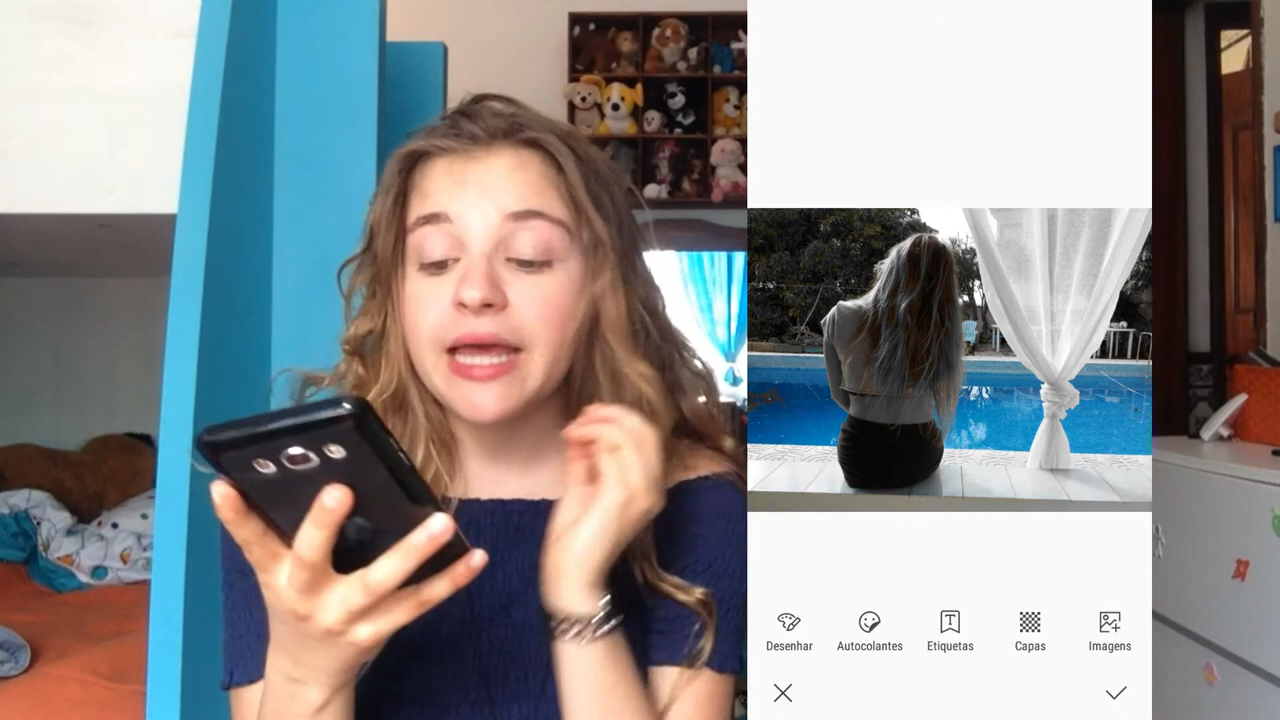 Desenhar
Autocolantes
Etiquetas
Capas
Imagens